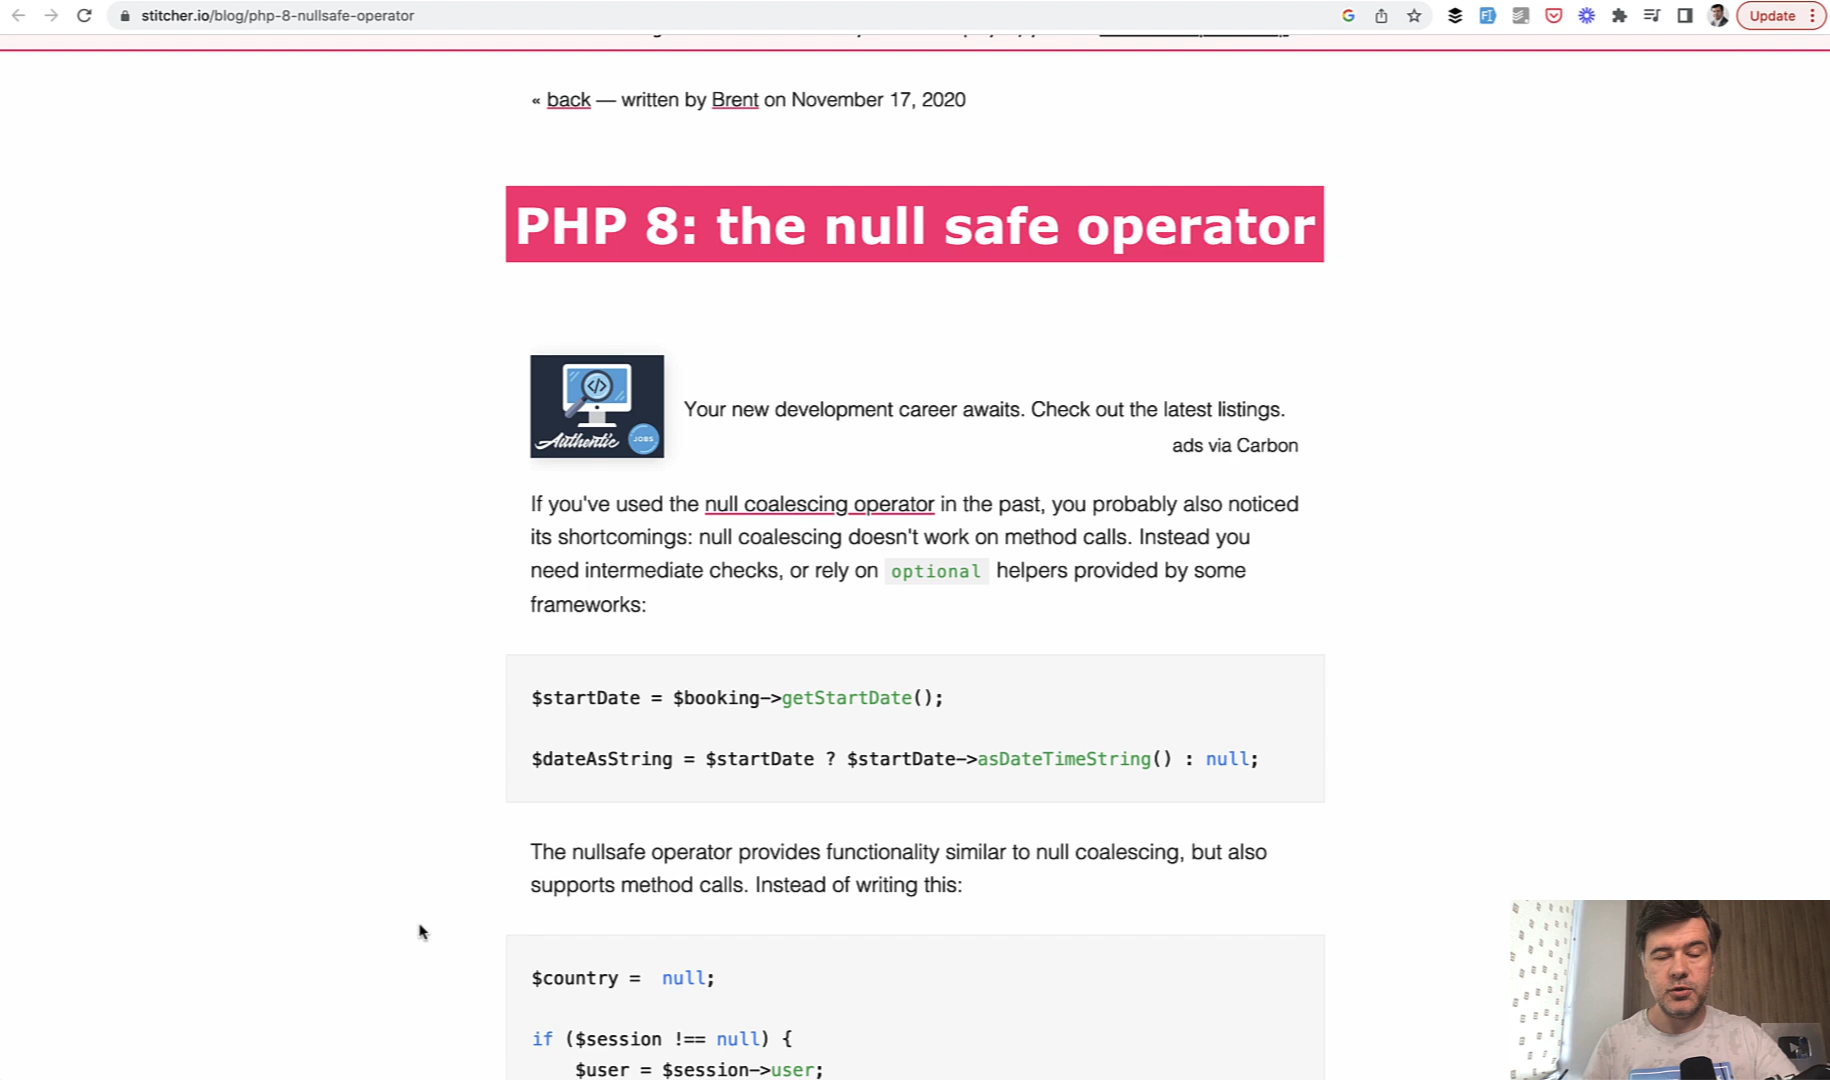 stitcher.io/blog/php-8-nullsafe-operator
Update
« back — written by Brent on November 17, 2020
PHP 8: the null safe operator
Authentic JOBS
Your new development career awaits. Check out the latest listings.
ads via Carbon
If you've used the null coalescing operator in the past, you probably also noticed
its shortcomings: null coalescing doesn't work on method calls. Instead you
need intermediate checks, or rely on optional helpers provided by some
frameworks:
$startDate = $booking->getStartDate();
$dateAsString = $startDate ? $startDate->asDateTimeString() : null;
The nullsafe operator provides functionality similar to null coalescing, but also
supports method calls. Instead of writing this:
$country =  null;
if ($session !== null) {
    $user = $session->user;